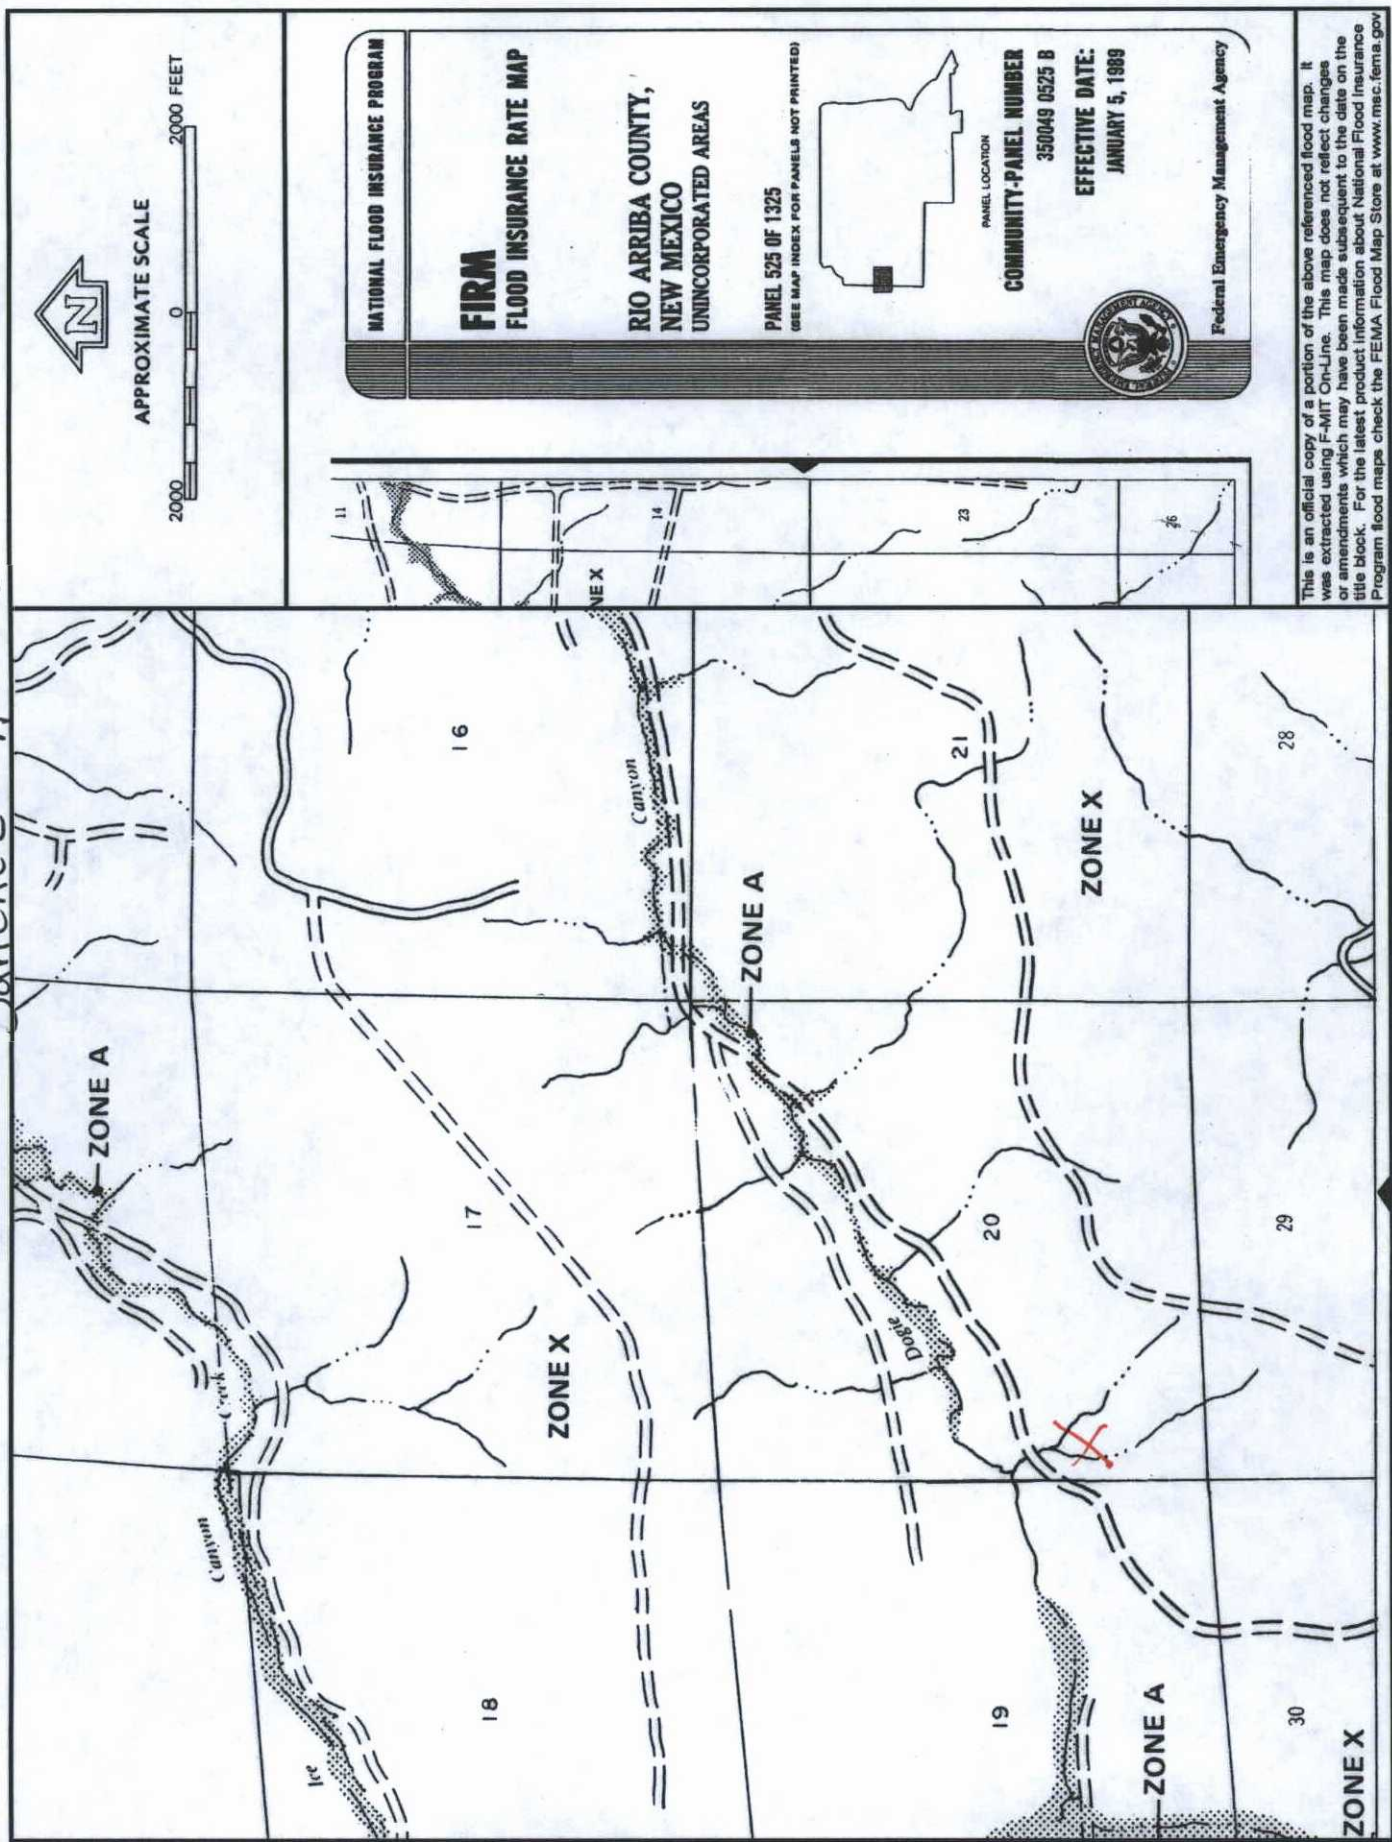 APPROXIMATE SCALE
2000 0 2000 FEET
N
NATIONAL FLOOD INSURANCE PROGRAM
FIRM
FLOOD INSURANCE RATE MAP
RIO ARRIBA COUNTY,
NEW MEXICO
UNINCORPORATED AREAS
PANEL 525 OF 1325
(SEE MAP INDEX FOR PANELS NOT PRINTED)
PANEL LOCATION
COMMUNITY-PANEL NUMBER
350049 0525 B
EFFECTIVE DATE:
JANUARY 5, 1989
Federal Emergency Management Agency
This is an official copy of a portion of the above referenced flood map. It
was extracted using F-MIT On-Line. This map does not reflect changes
or amendments which may have been made subsequent to the date on the
title block. For the latest product information about National Flood Insurance
Program flood maps check the FEMA Flood Map Store at www.msc.fema.gov
11
14
NE X
23
26
ZONE A
16
Canyon
ZONE A
21
ZONE X
28
17
Creek
ZONE X
20
Dogie
29
Canyon
Ice
18
19
ZONE A
30
ZONE X